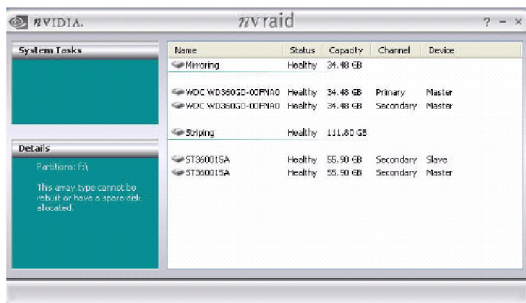 NVIDIA. nvraid ? - ×
System Tasks
Name Status Capacity Channel Device
Mirroring Healthy 34.48 GB
WDC WD360GD-00FNA0 Healthy 34.48 GB Primary Master
WDC WD360GD-00FNA0 Healthy 34.48 GB Secondary Master
Striping Healthy 111.80 GB
Details
ST360015A Healthy 55.90 GB Secondary Slave
ST360015A Healthy 55.90 GB Secondary Master
Partitions: f:\
This array type cannot be
rebuilt or have a spare disk
allocated.